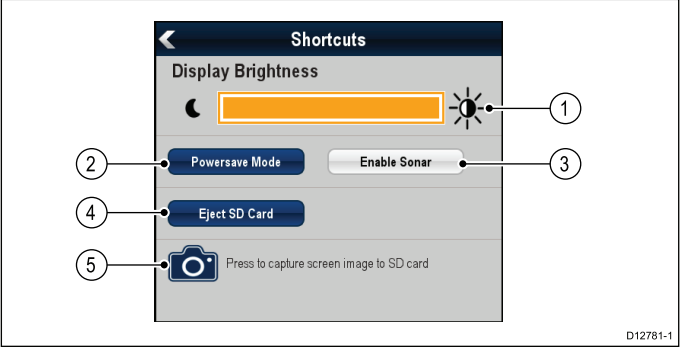 Shortcuts
Display Brightness
1
2
Powersave Mode
Enable Sonar
3
4
Eject SD Card
5
Press to capture screen image to SD card
D12781-1